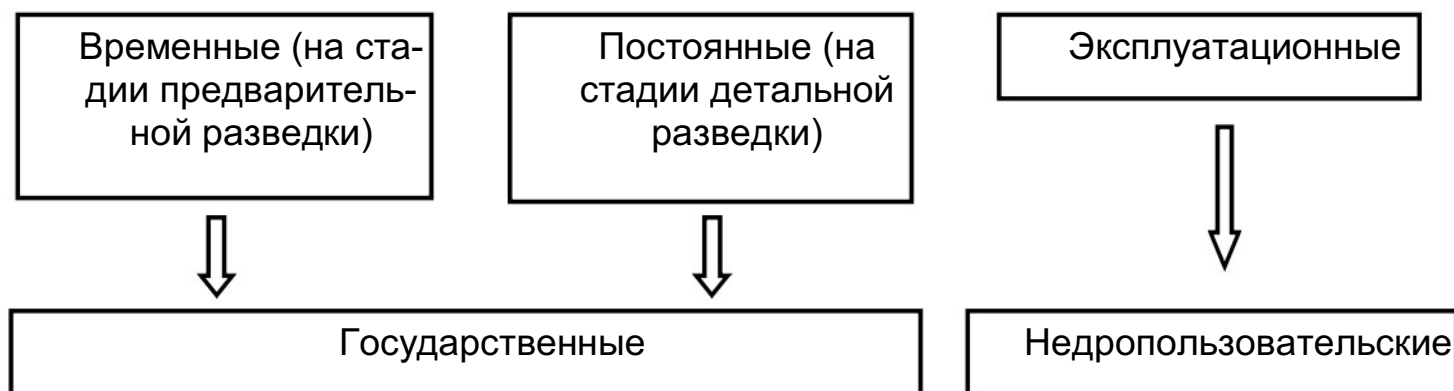 Временные (на ста-
дии предваритель-
ной разведки)
Постоянные (на
стадии детальной
разведки)
Эксплуатационные
Государственные
Недропользовательские